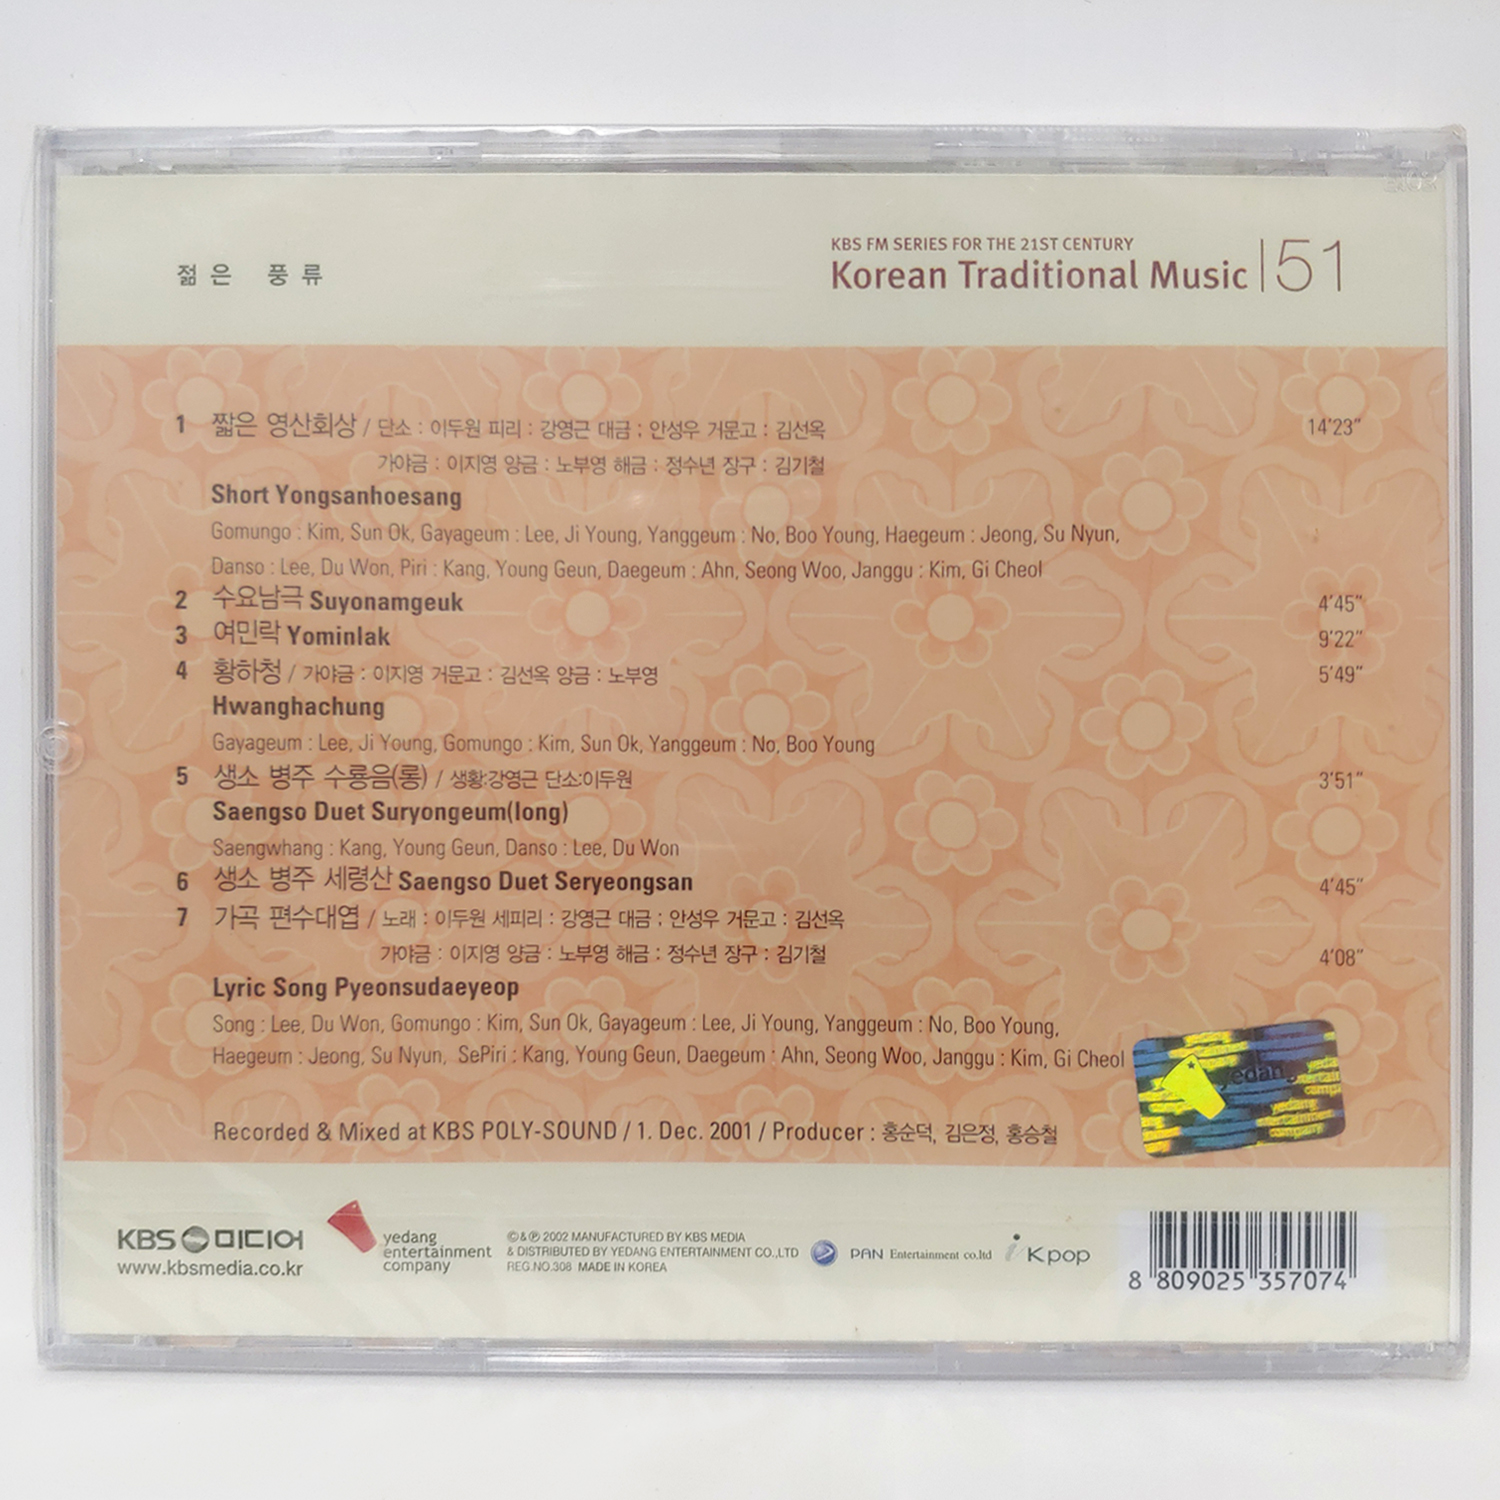 젊은 풍류
KBS FM SERIES FOR THE 21ST CENTURY
Korean Traditional Music 51
1 짧은 영산회상 / 단소 : 이두원 피리 : 강영근 대금 ; 안성우 거문고 : 김선옥 14'23"
가야금 : 이지영 양금 : 노부영 해금 : 정수년 장구 : 김기철
Short Yongsanhoesang
Gomungo : Kim, Sun Ok, Gayageum : Lee, Ji Young, Yanggeum : No, Boo Young, Haegeum : Jeong, Su Nyun,
Danso : Lee, Du Won, Piri : Kang, Young Geun, Daegeum : Ahn, Seong Woo, Janggu : Kim, Gi Cheol
2 수요남극 Suyonamgeuk 4'45"
3 여민락 Yominlak 9'22"
4 황하청 / 가야금 : 이지영 거문고 : 김선옥 양금 : 노부영 5'49"
Hwanghachung
Gayageum : Lee, Ji Young, Gomungo : Kim, Sun Ok, Yanggeum : No, Boo Young
5 생소 병주 수룡음(롱) / 생황:강영근 단소:이두원 3'51"
Saengso Duet Suryongeum(long)
Saengwhang : Kang, Young Geun, Danso : Lee, Du Won
6 생소 병주 세령산 Saengso Duet Seryeongsan 4'45"
7 가곡 편수대엽 / 노래 : 이두원 세피리 : 강영근 대금 ; 안성우 거문고 : 김선옥
가야금 : 이지영 양금 : 노부영 해금 : 정수년 장구 : 김기철 4'08"
Lyric Song Pyeonsudaeyeop
Song : Lee, Du Won, Gomungo : Kim, Sun Ok, Gayageum : Lee, Ji Young, Yanggeum : No, Boo Young,
Haegeum : Jeong, Su Nyun, SePiri : Kang, Young Geun, Daegeum : Ahn, Seong Woo, Janggu : Kim, Gi Cheol
yedang
Recorded & Mixed at KBS POLY-SOUND / 1. Dec. 2001 / Producer : 홍순덕, 김은정, 홍승철
KBS 미디어
www.kbsmedia.co.kr
yedang
entertainment
company
©&℗ 2002 MANUFACTURED BY KBS MEDIA
& DISTRIBUTED BY YEDANG ENTERTAINMENT CO.,LTD
REG.NO.308 MADE IN KOREA
PAN Entertainment co.ltd
i Kpop
8 809025 357074